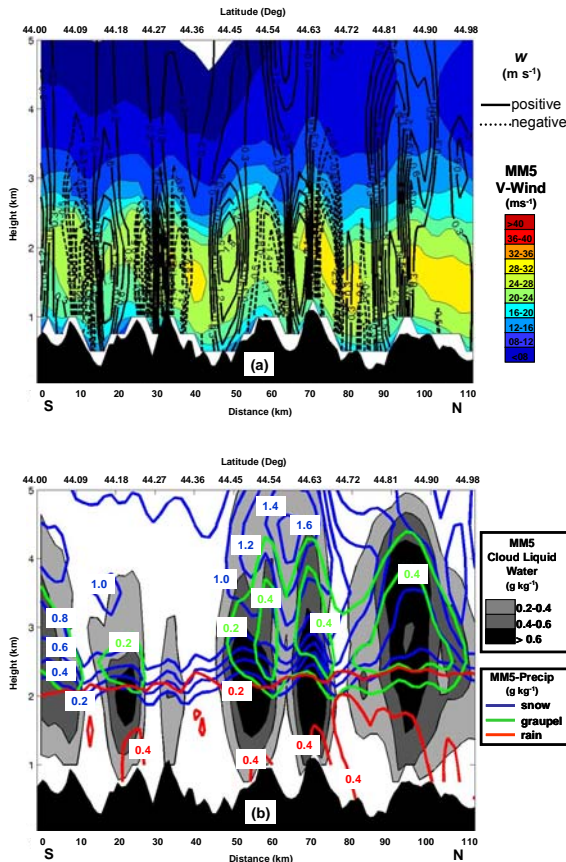 Latitude (Deg)
44.00 44.09 44.18 44.27 44.36 44.45 44.54 44.63 44.72 44.81 44.90 44.98
5
4
3
2
1
0
Height (km)
(a)
0 10 20 30 40 50 60 70 80 90 100 110
S Distance (km) N
W
(m s-1)
positive
negative
MM5
V-Wind
(ms-1)
>40
36-40
32-36
28-32
24-28
20-24
16-20
12-16
08-12
Latitude (Deg)
44.00 44.09 44.18 44.27 44.36 44.45 44.54 44.63 44.72 44.81 44.90 44.98
5
4
3
2
1
0
Height (km)
1.4
1.6
1.2
1.0 1.0
0.4
0.8
0.4
0.6 0.2 0.2 0.4
0.4
0.2 0.2
0.4 0.4 0.4 0.4
(b)
0 10 20 30 40 50 60 70 80 90 100 110
S Distance (km) N
MM5
Cloud Liquid
Water
(g kg-1)
0.2-0.4
0.4-0.6
> 0.6
MM5-Precip
(g kg-1)
snow
graupel
rain